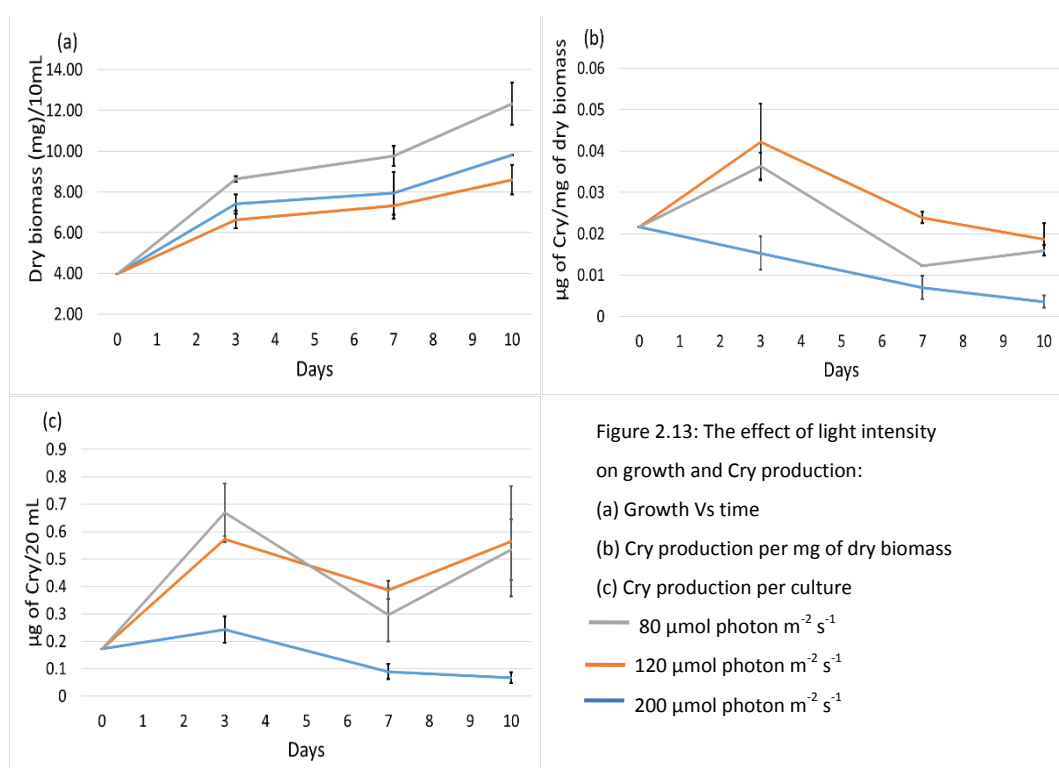 (a)
14.00
12.00
10.00
8.00
6.00
4.00
2.00
Dry biomass (mg)/10mL
0 1 2 3 4 5 6 7 8 9 10
Days
(b)
0.06
0.05
0.04
0.03
0.02
0.01
0
µg of Cry/mg of dry biomass
0 1 2 3 4 5 6 7 8 9 10
Days
(c)
0.9
0.8
0.7
0.6
0.5
0.4
0.3
0.2
0.1
0
µg of Cry/20 mL
0 1 2 3 4 5 6 7 8 9 10
Days
Figure 2.13: The effect of light intensity
on growth and Cry production:
(a) Growth Vs time
(b) Cry production per mg of dry biomass
(c) Cry production per culture
80 µmol photon m⁻² s⁻¹
120 µmol photon m⁻² s⁻¹
200 µmol photon m⁻² s⁻¹